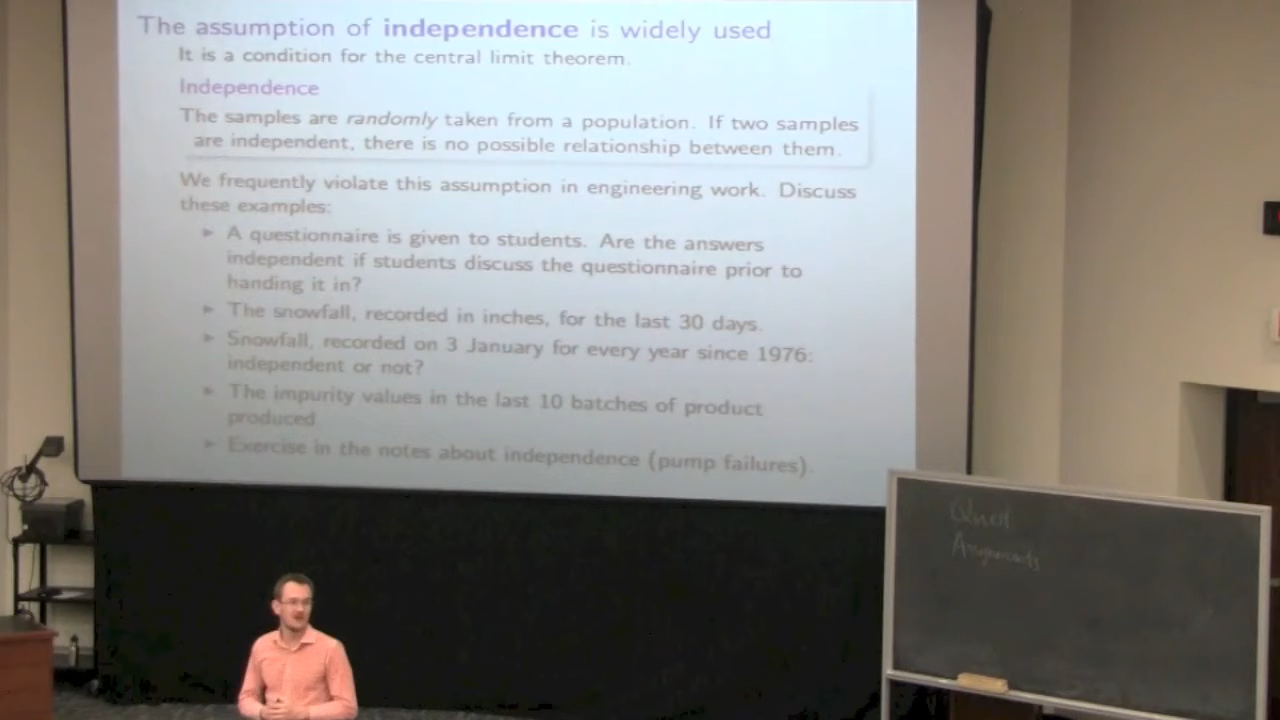 The assumption of independence is widely used
It is a condition for the central limit theorem.
Independence
The samples are randomly taken from a population. If two samples
are independent, there is no possible relationship between them.
We frequently violate this assumption in engineering work. Discuss
these examples:
► A questionnaire is given to students. Are the answers
independent if students discuss the questionnaire prior to
handing it in?
► The snowfall, recorded in inches, for the last 30 days.
► Snowfall, recorded on 3 January for every year since 1976:
independent or not?
► The impurity values in the last 10 batches of product
produced.
► Exercise in the notes about independence (pump failures).
Assignments